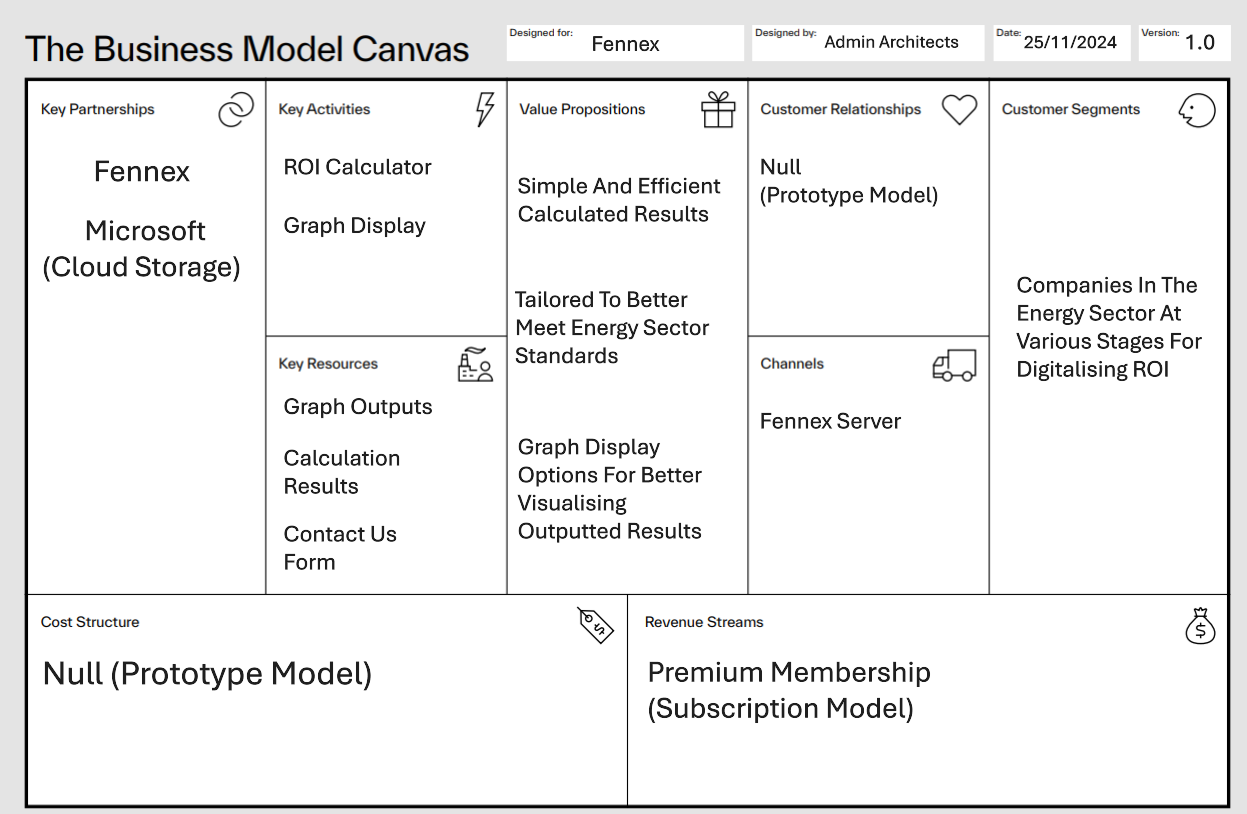 The Business Model Canvas
Designed for:
Fennex
Designed by:
Admin Architects
Date:
25/11/2024
Version:
1.0
Key Partnerships
Fennex
Microsoft
(Cloud Storage)
Key Activities
ROI Calculator
Graph Display
Key Resources
Graph Outputs
Calculation
Results
Contact Us
Form
Value Propositions
Simple And Efficient
Calculated Results
Tailored To Better
Meet Energy Sector
Standards
Graph Display
Options For Better
Visualising
Outputted Results
Customer Relationships
Null
(Prototype Model)
Channels
Fennex Server
Customer Segments
Companies In The
Energy Sector At
Various Stages For
Digitalising ROI
Cost Structure
Null (Prototype Model)
Revenue Streams
Premium Membership
(Subscription Model)